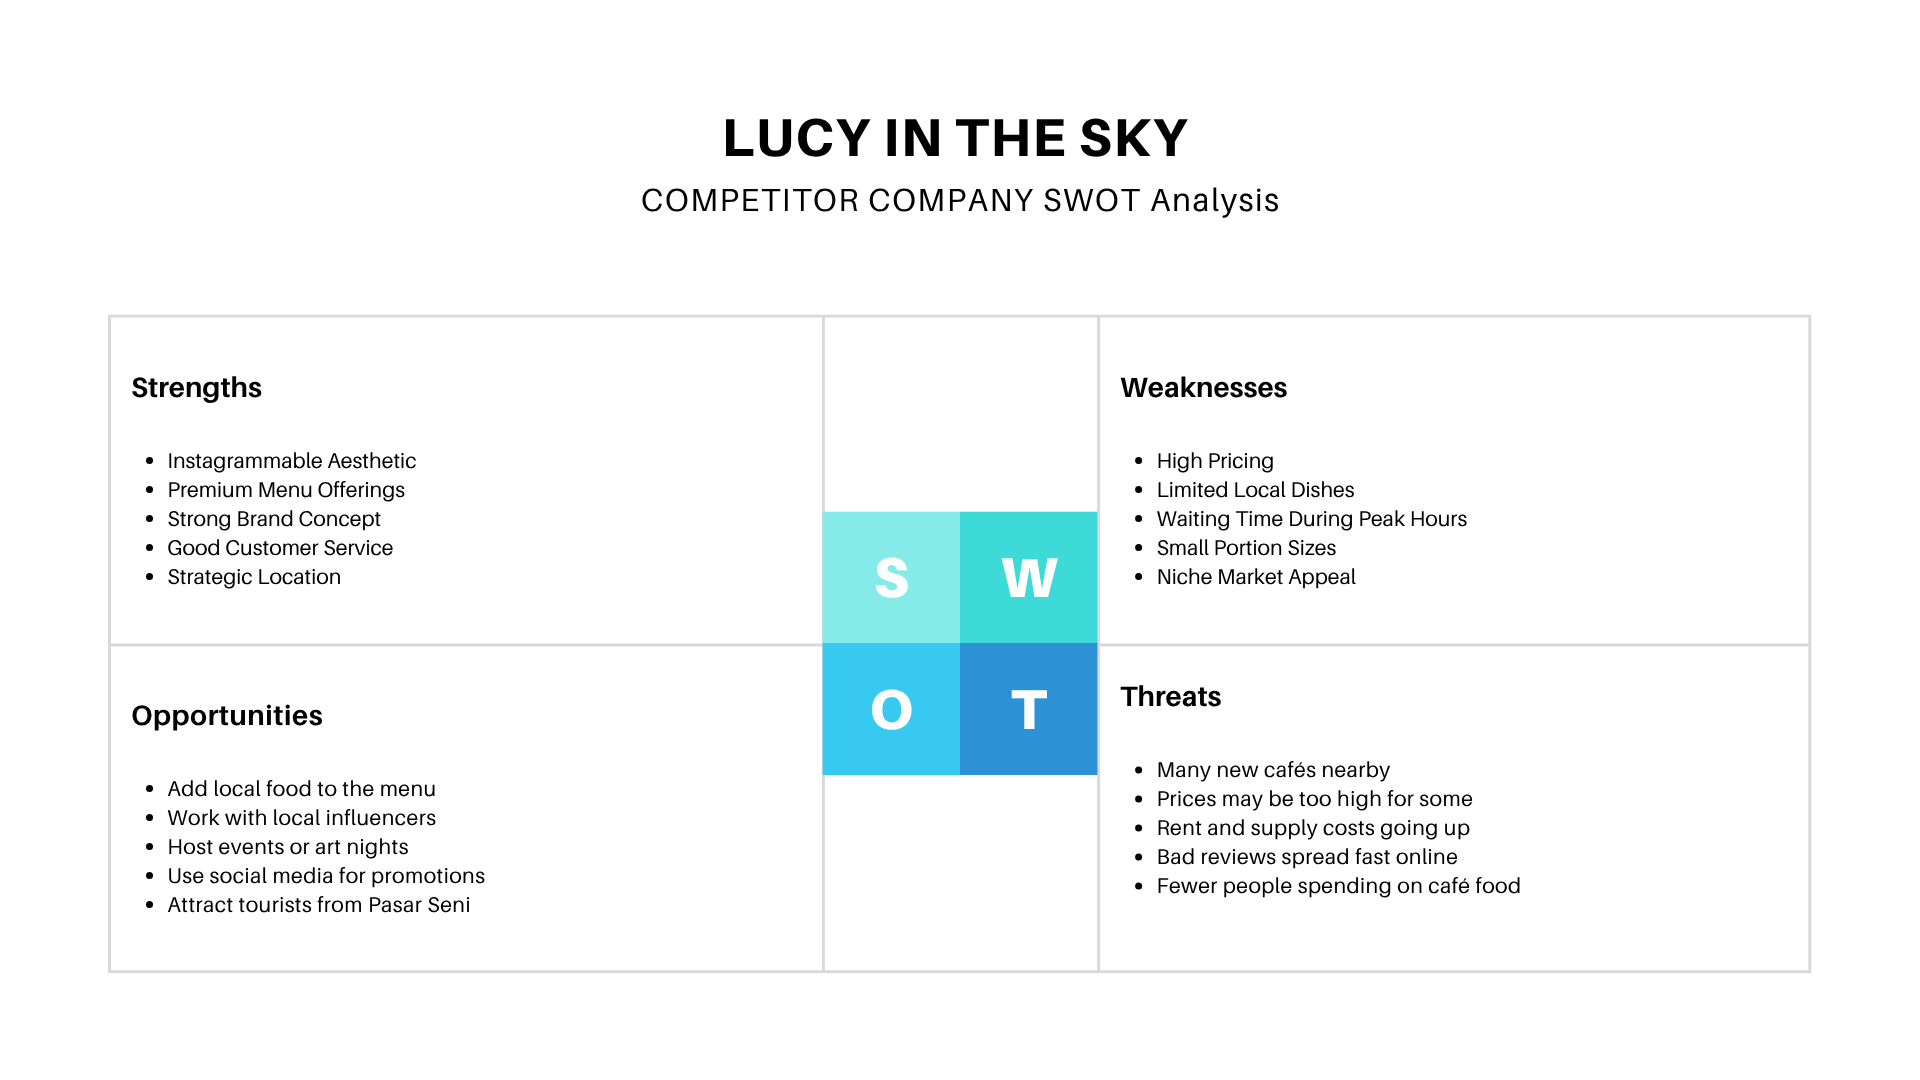 LUCY IN THE SKY
COMPETITOR COMPANY SWOT Analysis
Strengths
• Instagrammable Aesthetic
• Premium Menu Offerings
• Strong Brand Concept
• Good Customer Service
• Strategic Location
Weaknesses
• High Pricing
• Limited Local Dishes
• Waiting Time During Peak Hours
• Small Portion Sizes
• Niche Market Appeal
S W
O T
Opportunities
• Add local food to the menu
• Work with local influencers
• Host events or art nights
• Use social media for promotions
• Attract tourists from Pasar Seni
Threats
• Many new cafés nearby
• Prices may be too high for some
• Rent and supply costs going up
• Bad reviews spread fast online
• Fewer people spending on café food